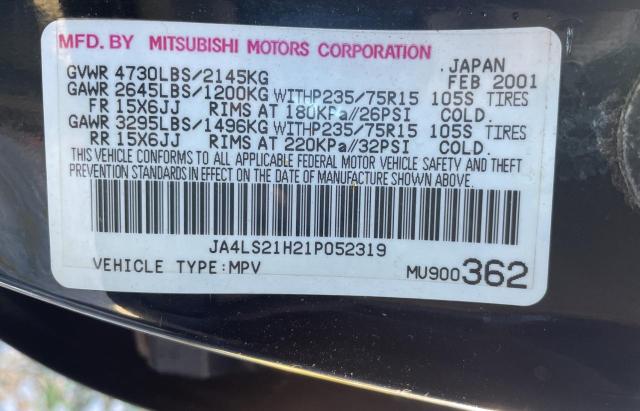 MFD. BY MITSUBISHI MOTORS CORPORATION
JAPAN
GVWR 4730LBS/2145KG FEB 2001
GAWR 2645LBS/1200KG WITHP235/75R15 105S TIRES
FR 15X6JJ RIMS AT 180KPa//26PSI COLD.
GAWR 3295LBS/1496KG WITHP235/75R15 105S TIRES
RR 15X6JJ RIMS AT 220KPa//32PSI COLD.
THIS VEHICLE CONFORMS TO ALL APPLICABLE FEDERAL MOTOR VEHICLE SAFETY AND THEFT
PREVENTION STANDARDS IN EFFECT ON THE DATE OF MANUFACTURE SHOWN ABOVE.
JA4LS21H21P052319
VEHICLE TYPE:MPV MU900362